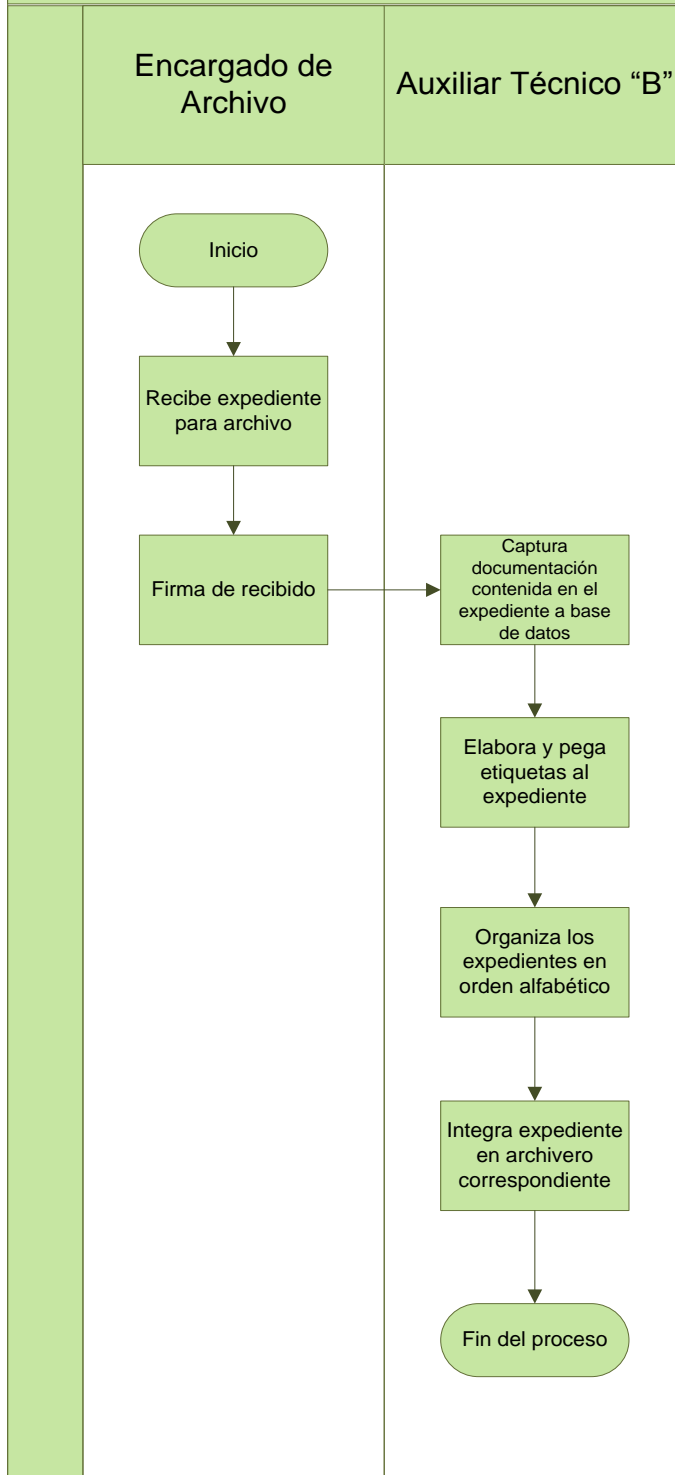 Encargado de
Archivo
Auxiliar Técnico “B”
Inicio
Recibe expediente
para archivo
Firma de recibido
Captura
documentación
contenida en el
expediente a base
de datos
Elabora y pega
etiquetas al
expediente
Organiza los
expedientes en
orden alfabético
Integra expediente
en archivero
correspondiente
Fin del proceso